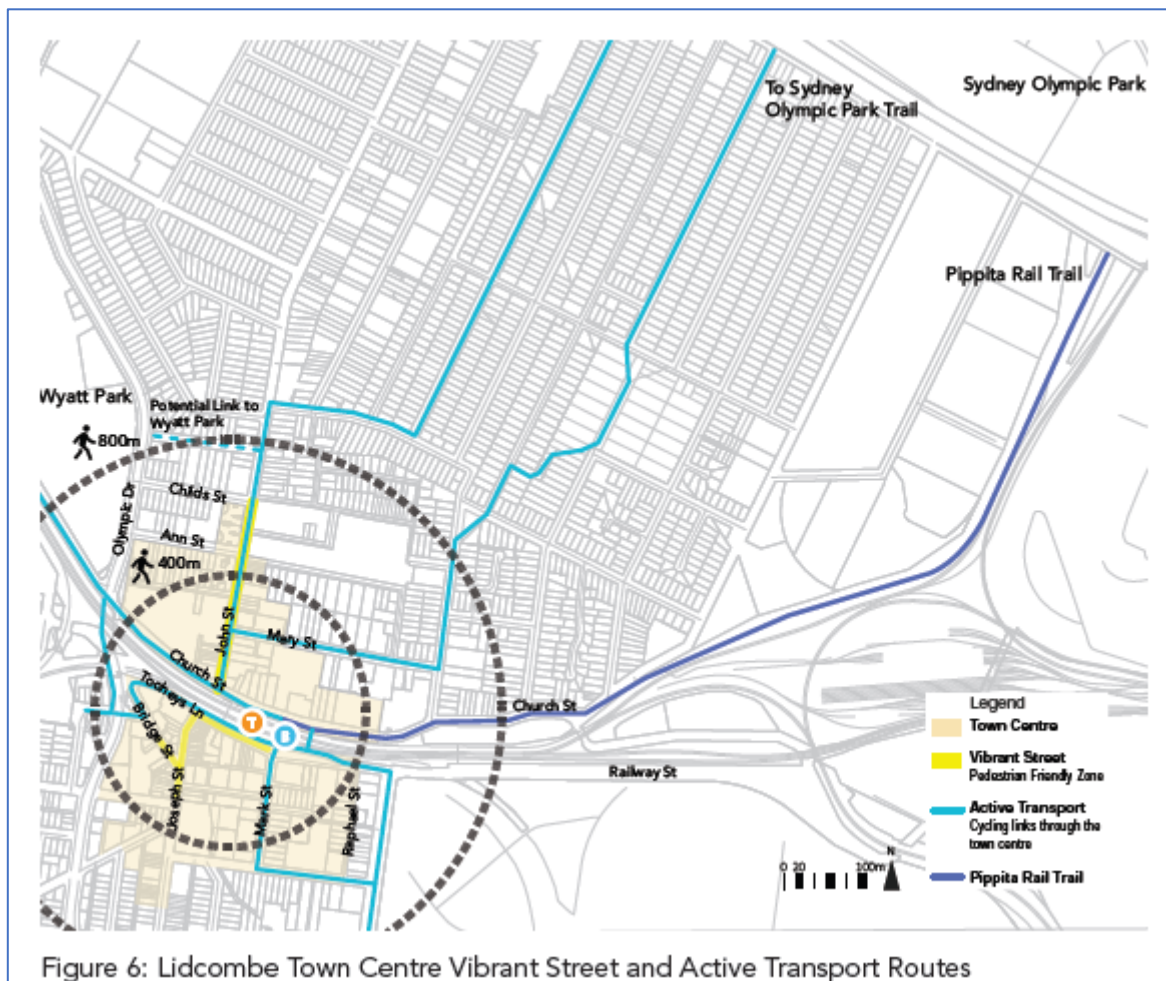 To Sydney
Olympic Park Trail
Sydney Olympic Park
Pippita Rail Trail
Wyatt Park
Potential Link to
Wyatt Park
800m
Olympic Dr
Childs St
Ann St
400m
John St
Mary St
Church St
Tooheys Ln
T
B
Church St
Bridge St
Joseph St
Mark St
Raphael St
Railway St
Legend
Town Centre
Vibrant Street
Pedestrian Friendly Zone
Active Transport
Cycling links through the
town centre
Pippita Rail Trail
0 20 100m
N
Figure 6: Lidcombe Town Centre Vibrant Street and Active Transport Routes